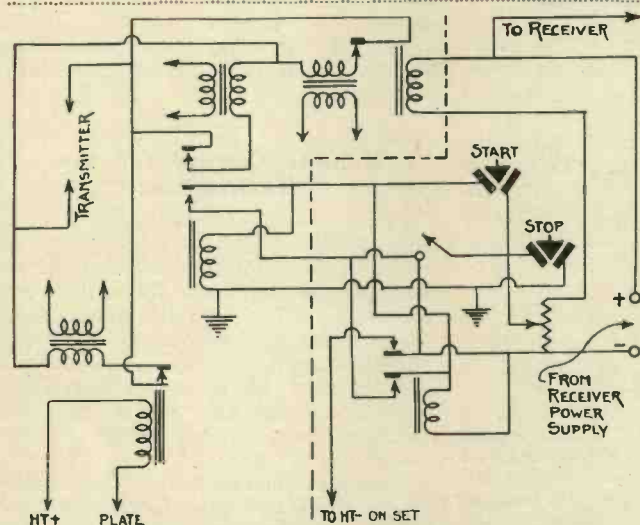 TO RECEIVER
TRANSMITTER
START
STOP
+
-
FROM
RECEIVER
POWER
SUPPLY
HT+
PLATE
TO HT- ON SET